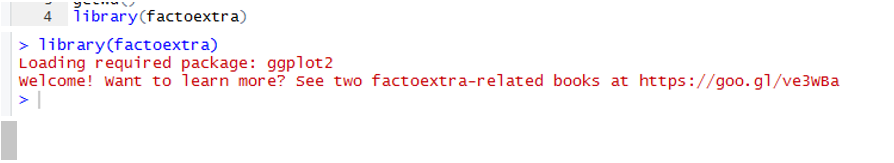 4 library(factoextra)
> library(factoextra)
Loading required package: ggplot2
Welcome! Want to learn more? See two factoextra-related books at https://goo.gl/ve3WBa
>